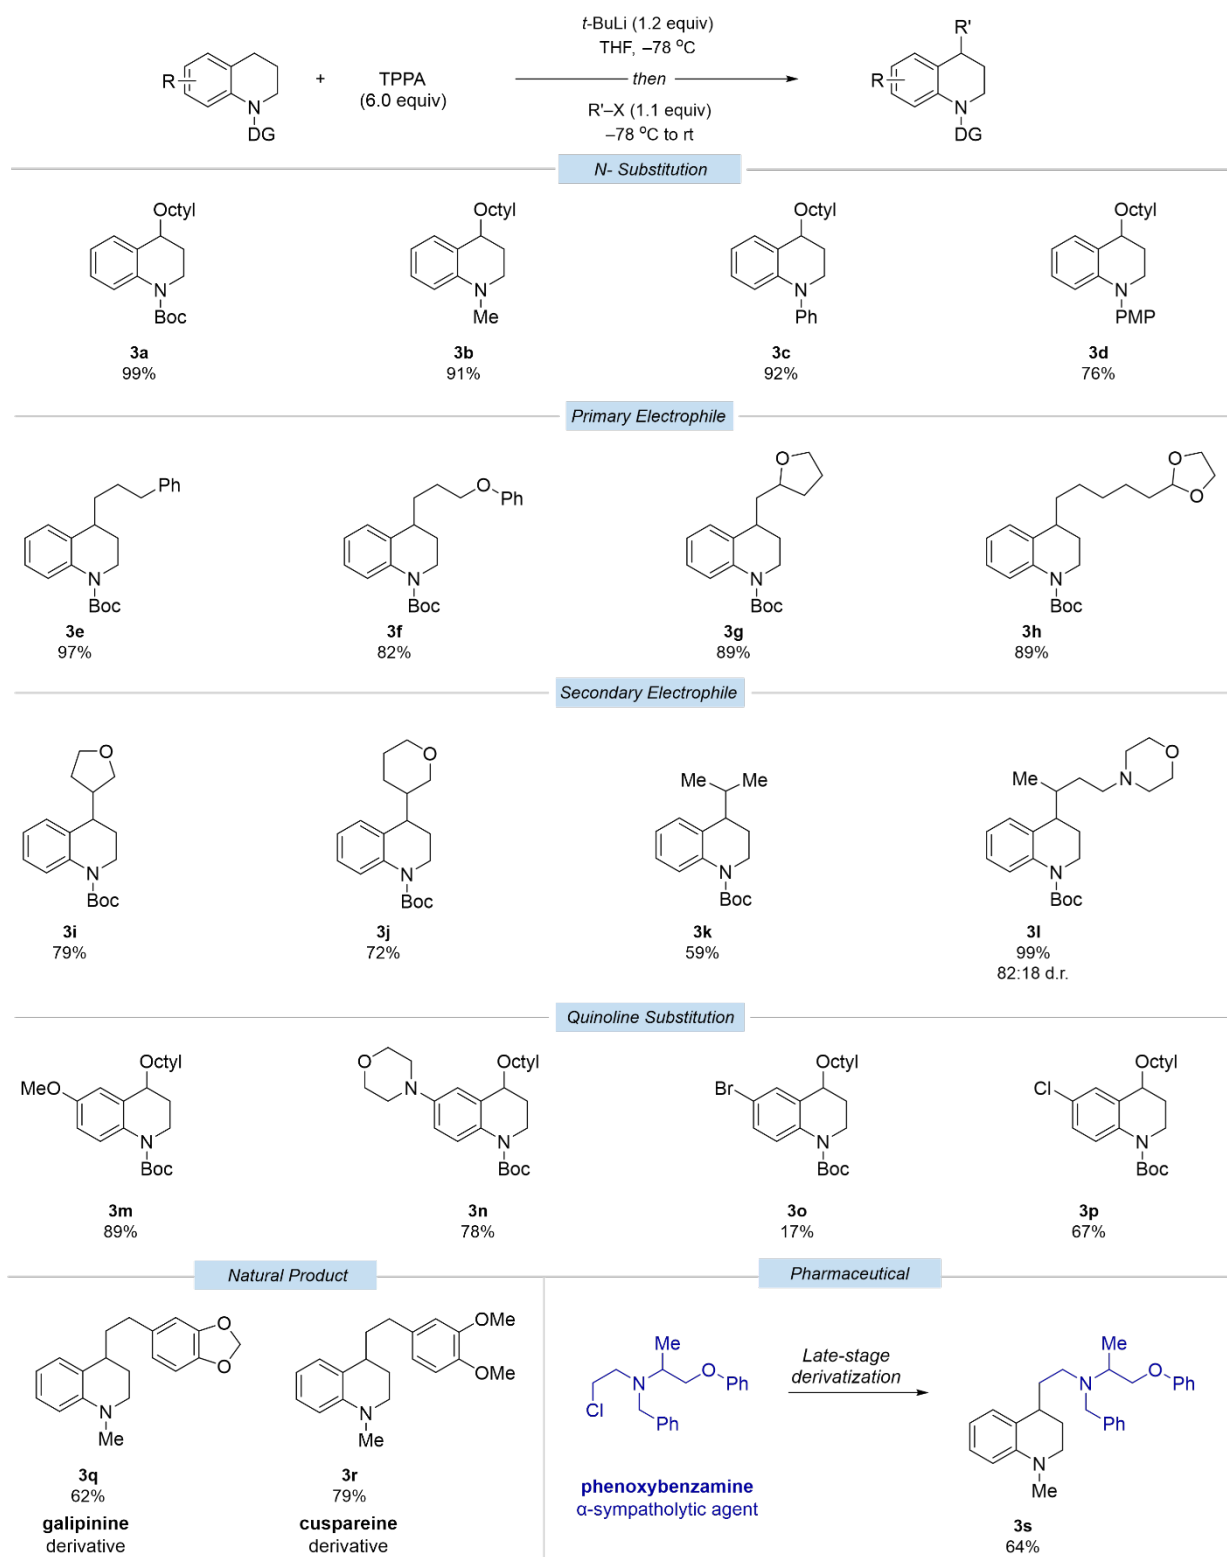 t-BuLi (1.2 equiv)
THF, –78 °C
then
R'–X (1.1 equiv)
–78 °C to rt
R
N
DG
+
TPPA
(6.0 equiv)
R'
R
N
DG
N- Substitution
Octyl
N
Boc
3a
99%
Octyl
N
Me
3b
91%
Octyl
N
Ph
3c
92%
Octyl
N
PMP
3d
76%
Primary Electrophile
Ph
N
Boc
3e
97%
O
Ph
N
Boc
3f
82%
O
N
Boc
3g
89%
O
O
N
Boc
3h
89%
Secondary Electrophile
O
N
Boc
3i
79%
O
N
Boc
3j
72%
Me Me
N
Boc
3k
59%
Me
N
O
N
Boc
3l
99%
82:18 d.r.
Quinoline Substitution
MeO
Octyl
N
Boc
3m
89%
O
N
Octyl
N
Boc
3n
78%
Br
Octyl
N
Boc
3o
17%
Cl
Octyl
N
Boc
3p
67%
Natural Product
O
O
N
Me
3q
62%
galipinine
derivative
OMe
OMe
N
Me
3r
79%
cuspareine
derivative
Pharmaceutical
Me
O
Ph
N
Cl
Ph
phenoxybenzamine
α-sympatholytic agent
Late-stage
derivatization
Me
O
Ph
N
Ph
N
Me
3s
64%